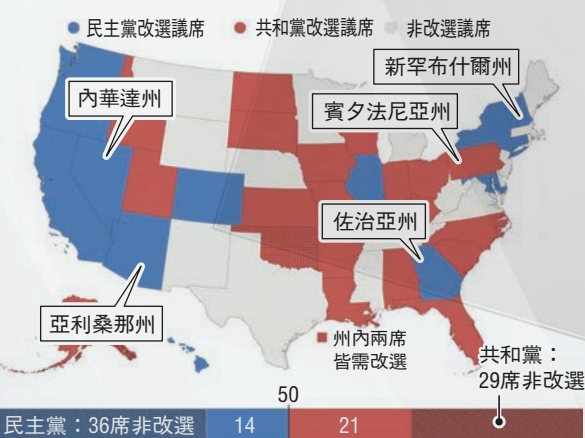 民主黨改選議席 共和黨改選議席 非改選議席
新罕布什爾州
內華達州
賓夕法尼亞州
佐治亞州
亞利桑那州
州內兩席
皆需改選
共和黨：
29席非改選
50
民主黨：36席非改選 14 21